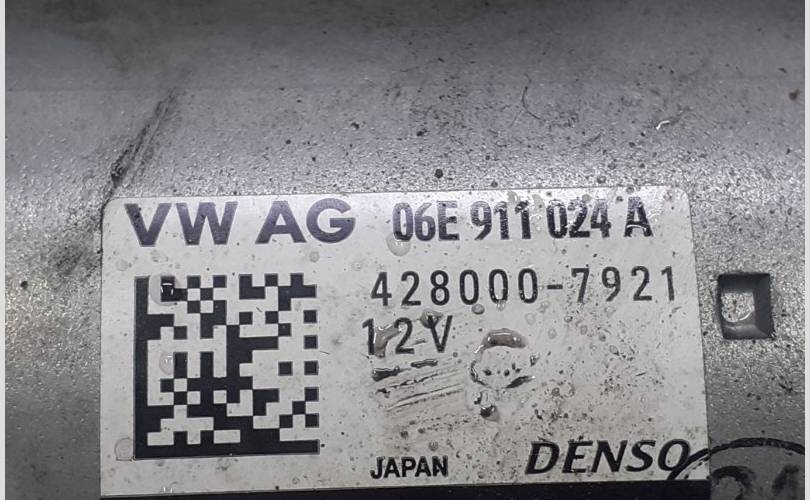 VW AG 06E 911 024 A
428000-7921
12V
JAPAN DENSO